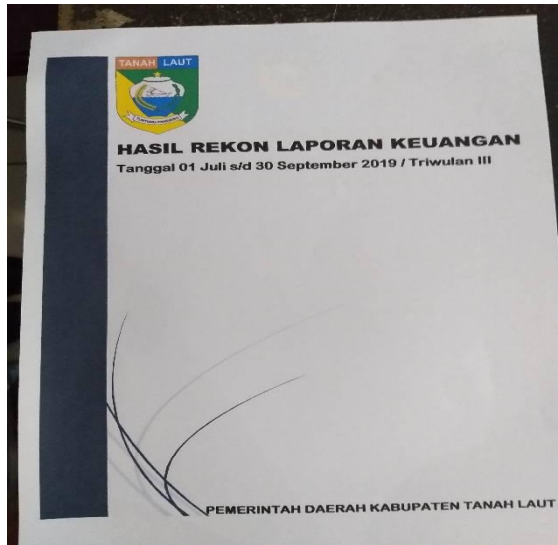 TANAH LAUT
HASIL REKON LAPORAN KEUANGAN
Tanggal 01 Juli s/d 30 September 2019 / Triwulan III
PEMERINTAH DAERAH KABUPATEN TANAH LAUT